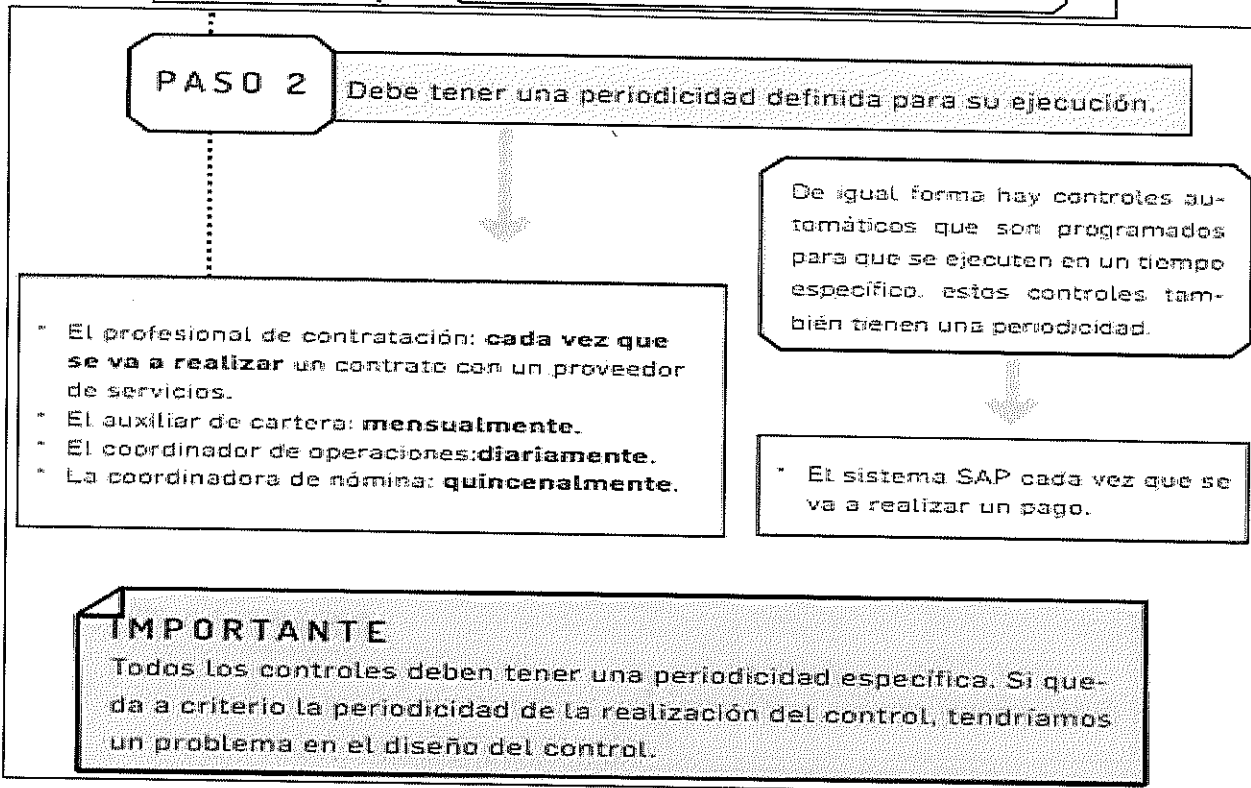 PASO 2
Debe tener una periodicidad definida para su ejecución.
De igual forma hay controles au-
tomáticos que son programados
para que se ejecuten en un tiempo
específico. estos controles tam-
bién tienen una periodicidad.
- El profesional de contratación: cada vez que
se va a realizar un contrato con un proveedor
de servicios.
- El auxiliar de cartera: mensualmente.
- El coordinador de operaciones:diariamente.
- La coordinadora de nómina: quincenalmente.
- El sistema SAP cada vez que se
va a realizar un pago.
IMPORTANTE
Todos los controles deben tener una periodicidad específica. Si que-
da a criterio la periodicidad de la realización del control, tendríamos
un problema en el diseño del control.